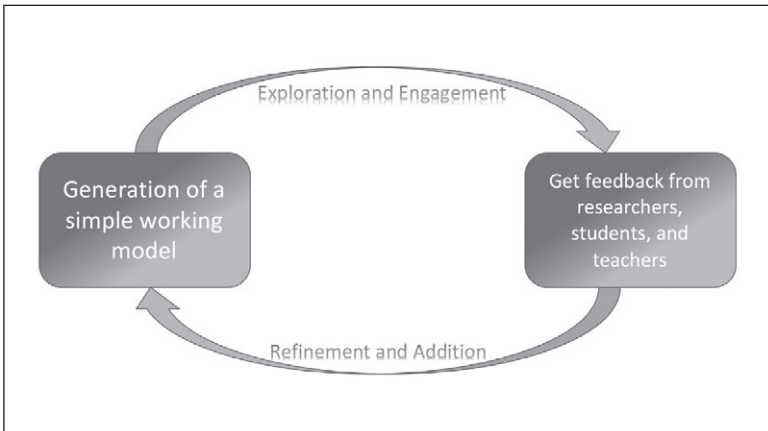 Exploration and Engagement
Generation of a
simple working
model
Get feedback from
researchers,
students, and
teachers
Refinement and Addition